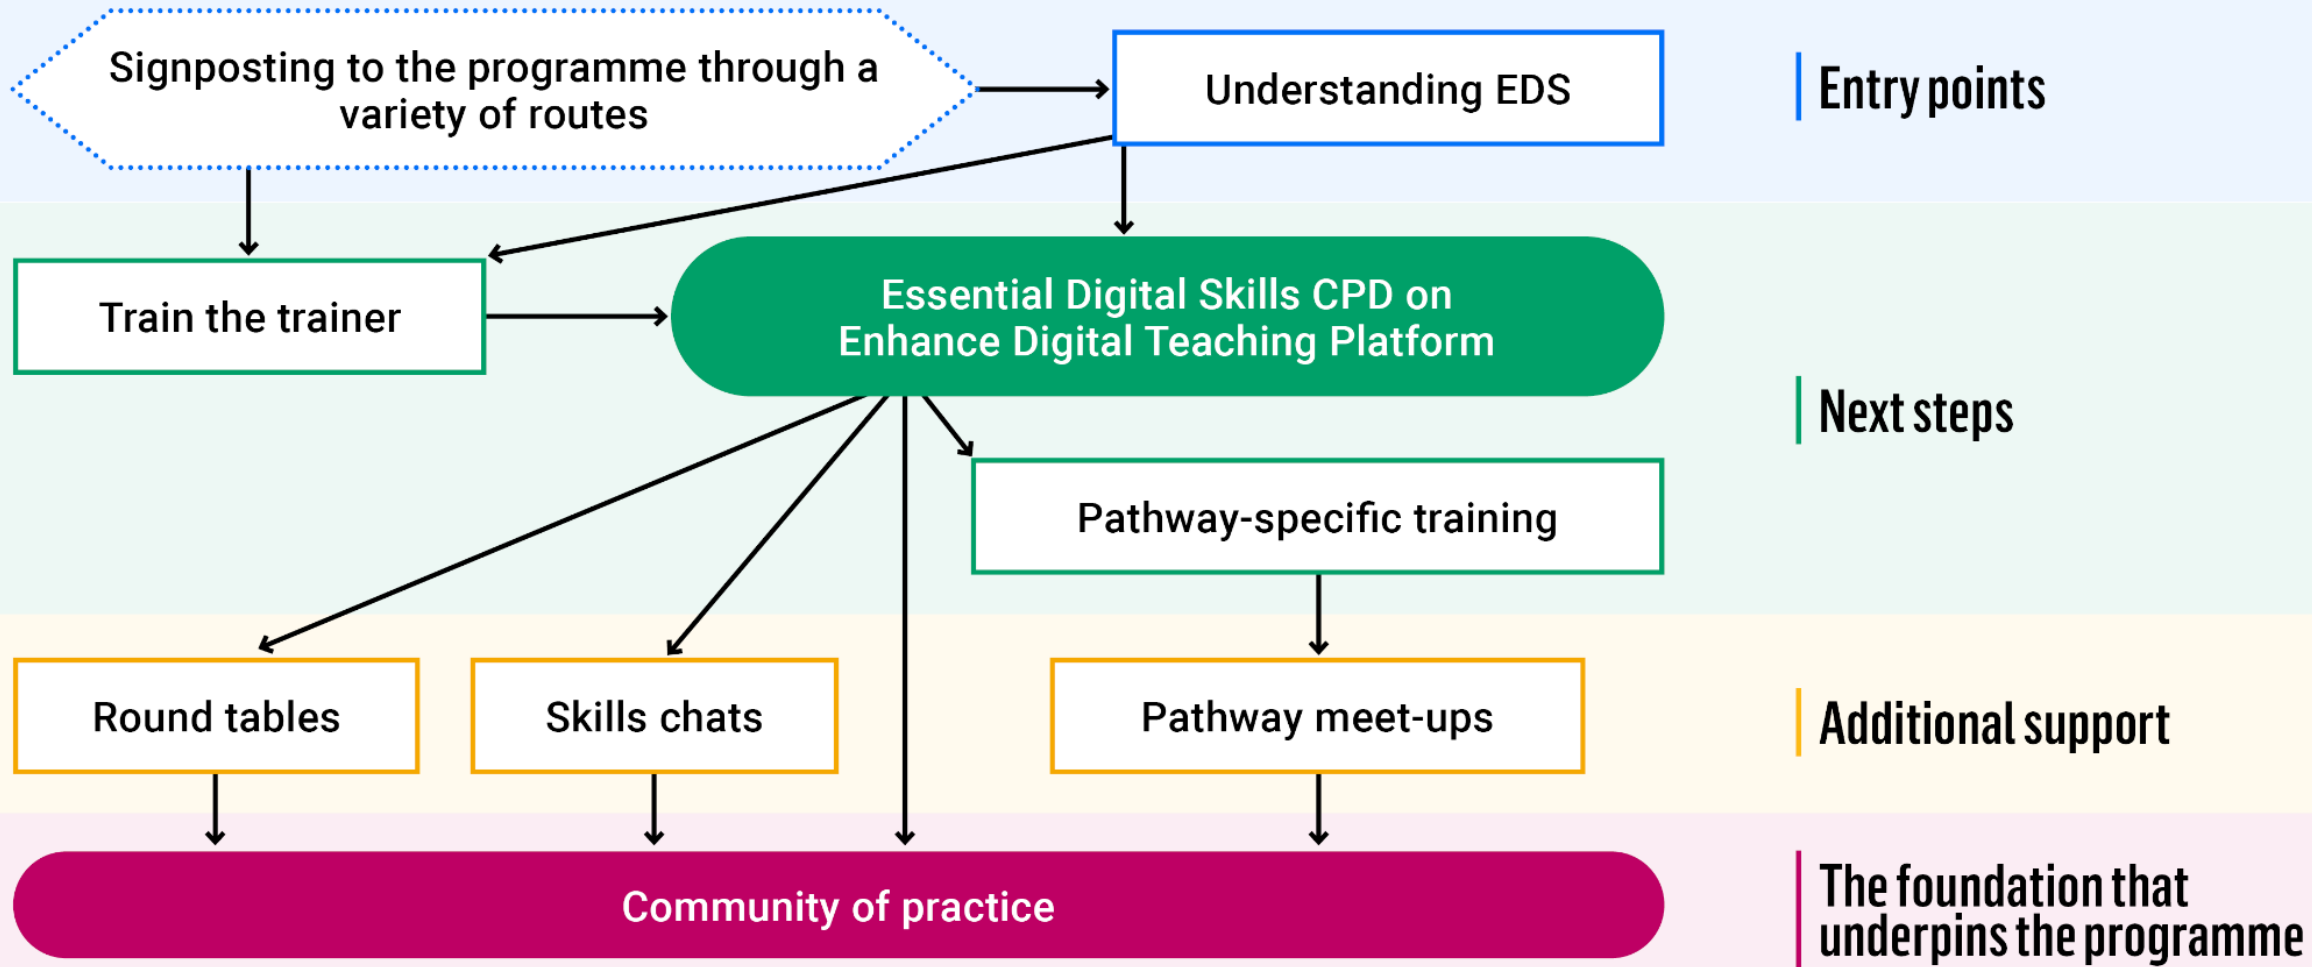 Signposting to the programme through a
variety of routes
Understanding EDS
Entry points
Train the trainer
Essential Digital Skills CPD on
Enhance Digital Teaching Platform
Next steps
Pathway-specific training
Round tables
Skills chats
Pathway meet-ups
Additional support
Community of practice
The foundation that
underpins the programme